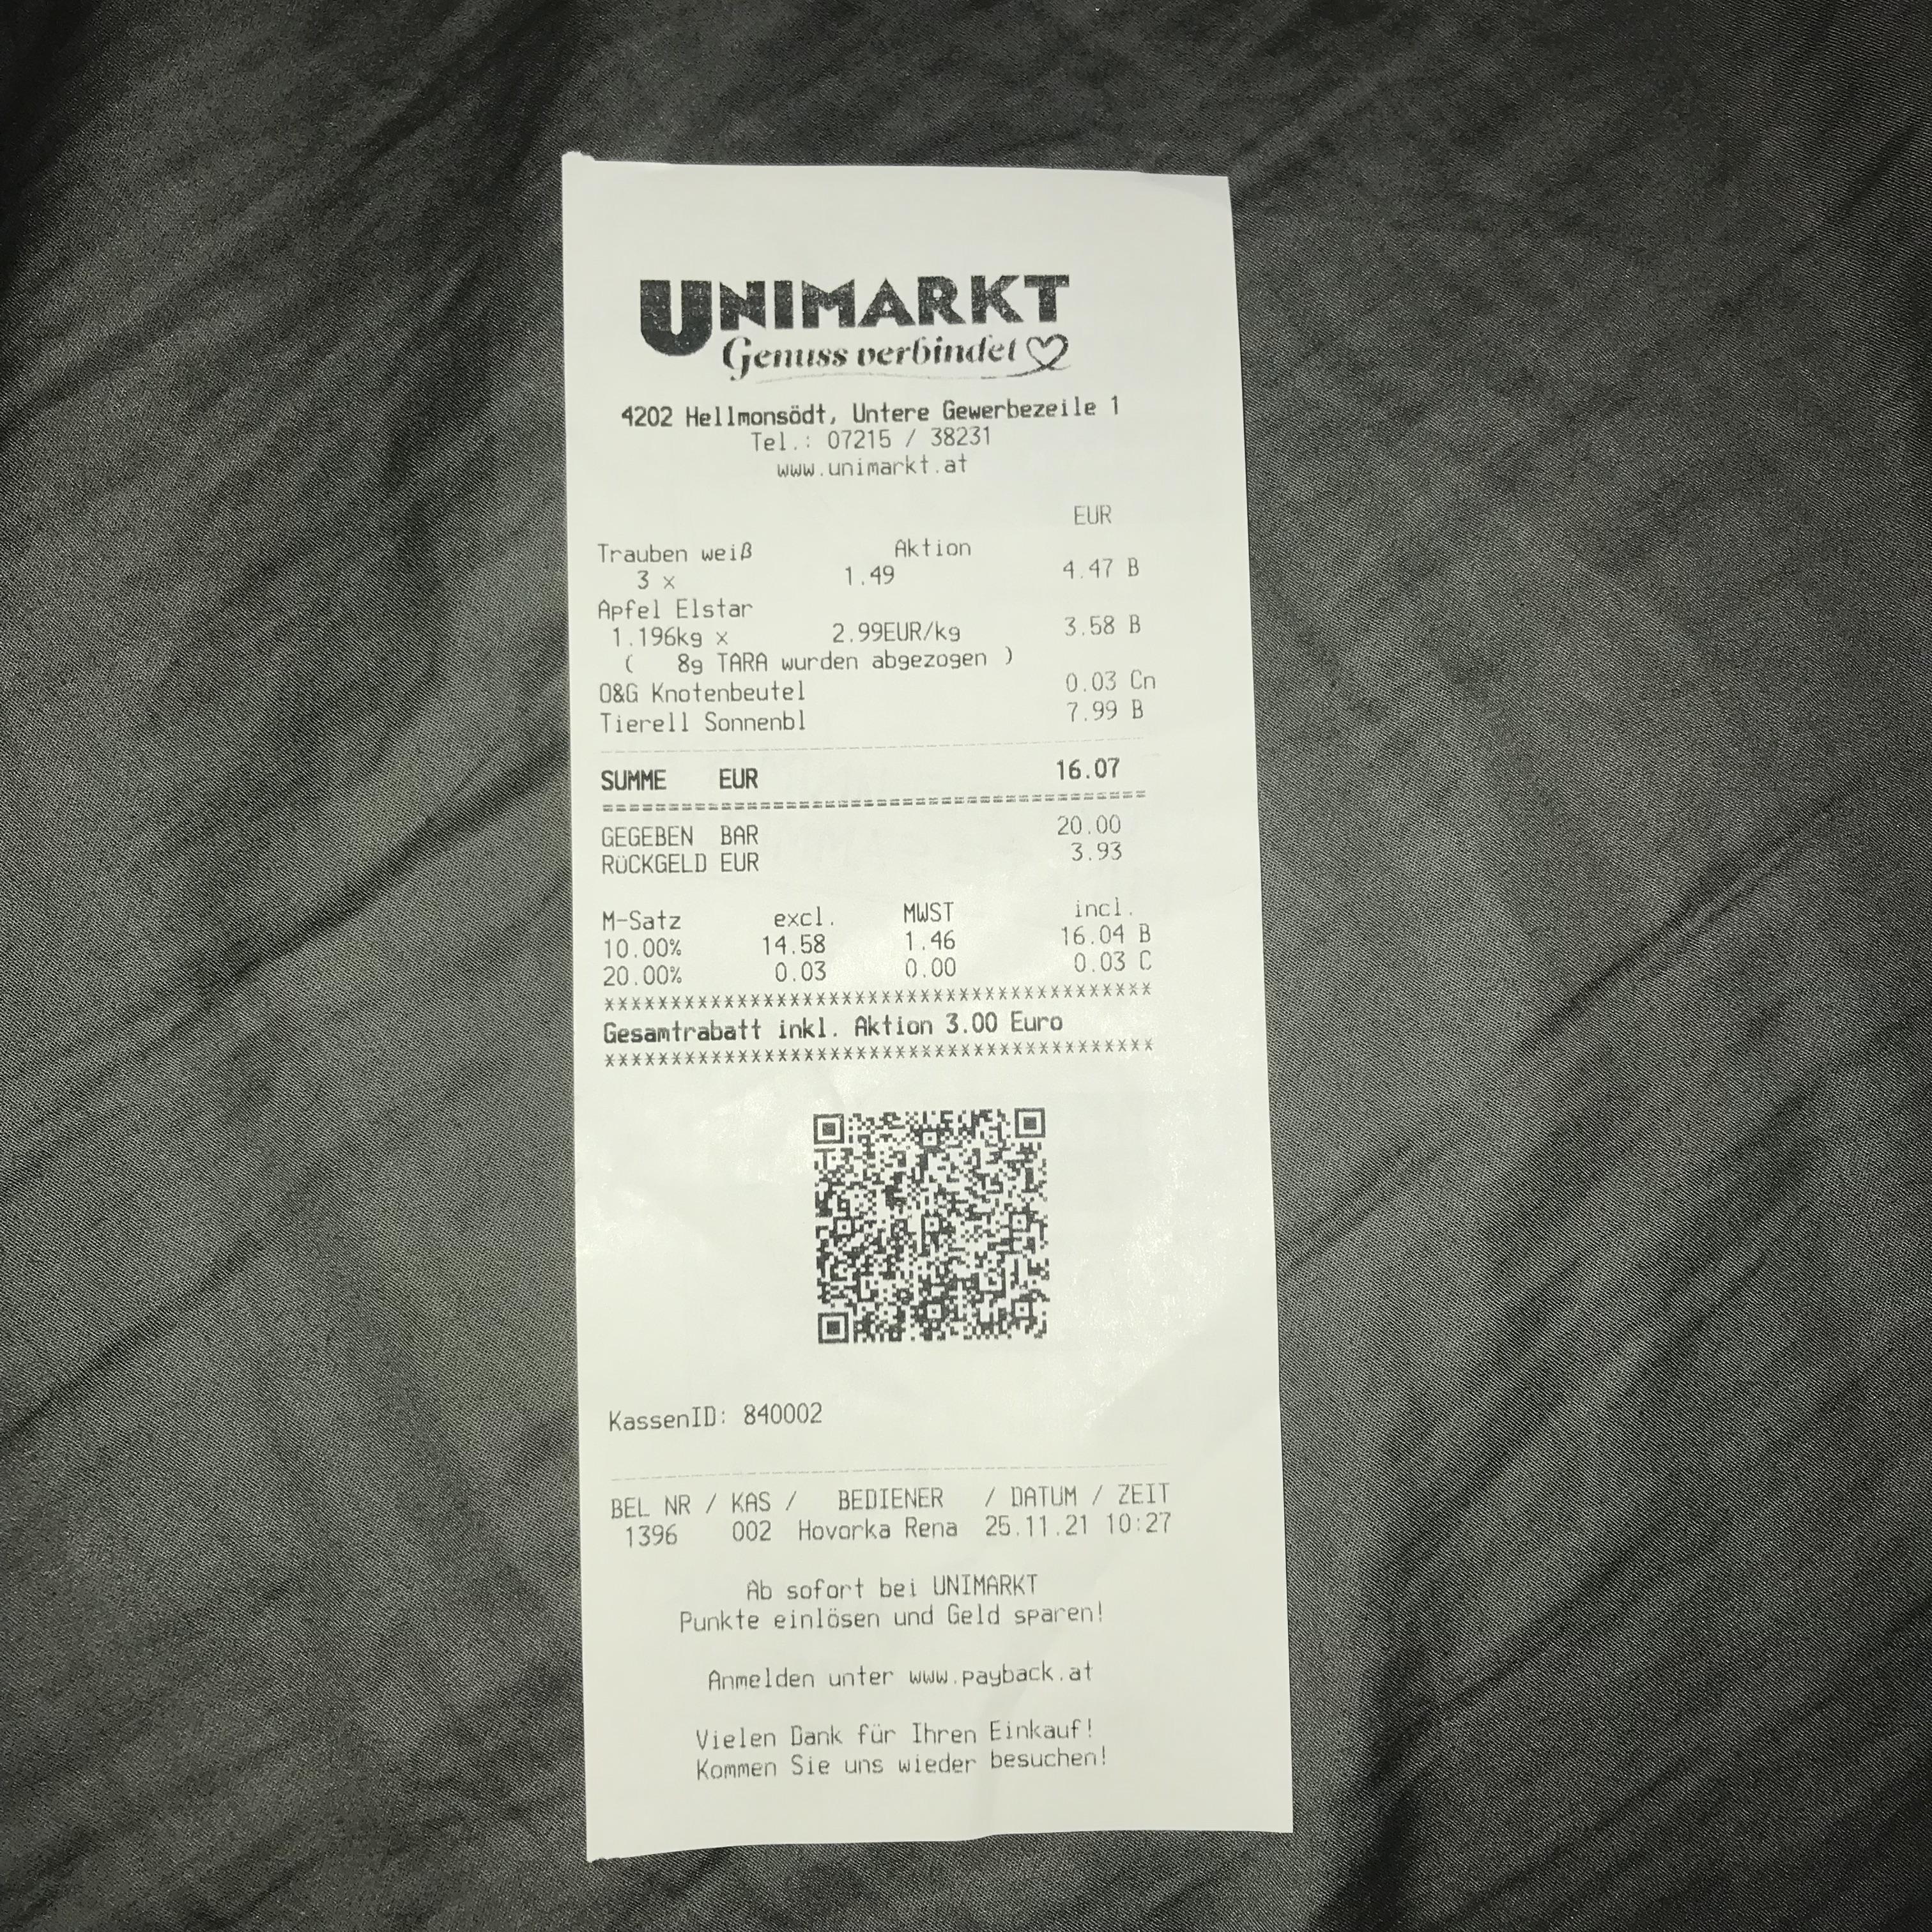 UNIMARKT
Genuss verbindet
4202 Hellmonsödt, Untere Gewerbezeile 1
Tel.: 07215 / 38231
www.unimarkt.at
EUR
Trauben weiß Aktion
3 x 1.49 4.47 B
Apfel Elstar
1.196kg x 2.99EUR/kg 3.58 B
( 8g TARA wurden abgezogen )
O&G Knotenbeutel 0.03 Cn
Tierell Sonnenbl 7.99 B
SUMME EUR 16.07
GEGEBEN BAR 20.00
RÜCKGELD EUR 3.93
M-Satz excl. MWST incl.
10.00% 14.58 1.46 16.04 B
20.00% 0.03 0.00 0.03 C
******************************************
Gesamtrabatt inkl. Aktion 3.00 Euro
******************************************
KassenID: 840002
BEL NR / KAS / BEDIENER / DATUM / ZEIT
1396 002 Hovorka Rena 25.11.21 10:27
Ab sofort bei UNIMARKT
Punkte einlösen und Geld sparen!
Anmelden unter www.payback.at
Vielen Dank für Ihren Einkauf!
Kommen Sie uns wieder besuchen!